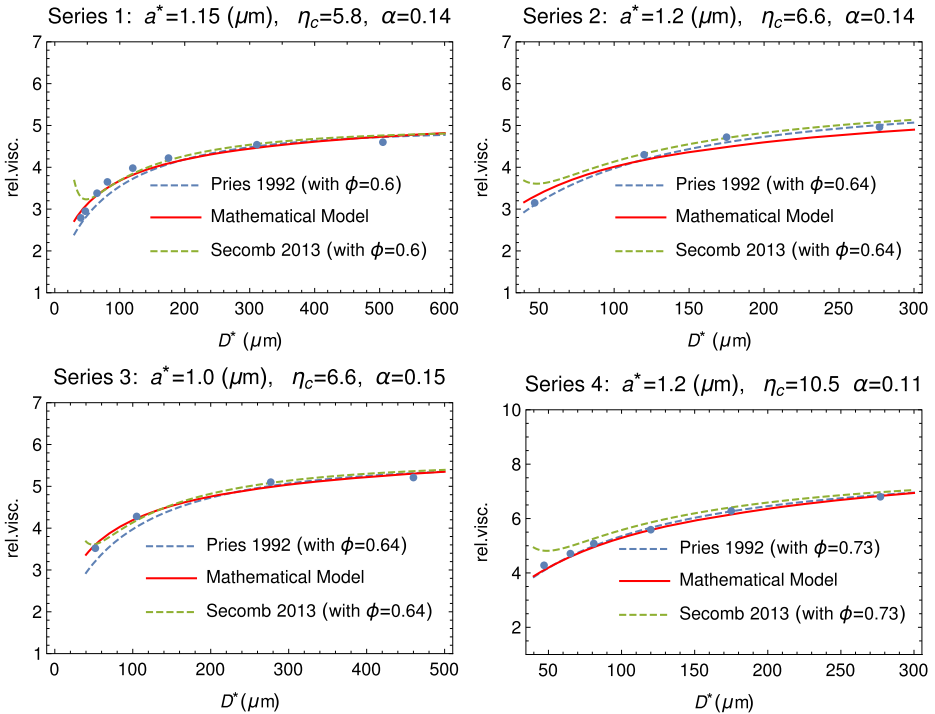 Series 1: a*=1.15 (μm), ηc=5.8, α=0.14
7
6
5
4
3
2
1
rel.visc.
0 100 200 300 400 500 600
D* (μm)
Pries 1992 (with ϕ=0.6)
Mathematical Model
Secomb 2013 (with ϕ=0.6)
Series 2: a*=1.2 (μm), ηc=6.6, α=0.14
7
6
5
4
3
2
1
rel.visc.
50 100 150 200 250 300
D* (μm)
Pries 1992 (with ϕ=0.64)
Mathematical Model
Secomb 2013 (with ϕ=0.64)
Series 3: a*=1.0 (μm), ηc=6.6, α=0.15
7
6
5
4
3
2
1
rel.visc.
0 100 200 300 400 500
D* (μm)
Pries 1992 (with ϕ=0.64)
Mathematical Model
Secomb 2013 (with ϕ=0.64)
Series 4: a*=1.2 (μm), ηc=10.5 α=0.11
10
8
6
4
2
rel.visc.
50 100 150 200 250 300
D* (μm)
Pries 1992 (with ϕ=0.73)
Mathematical Model
Secomb 2013 (with ϕ=0.73)